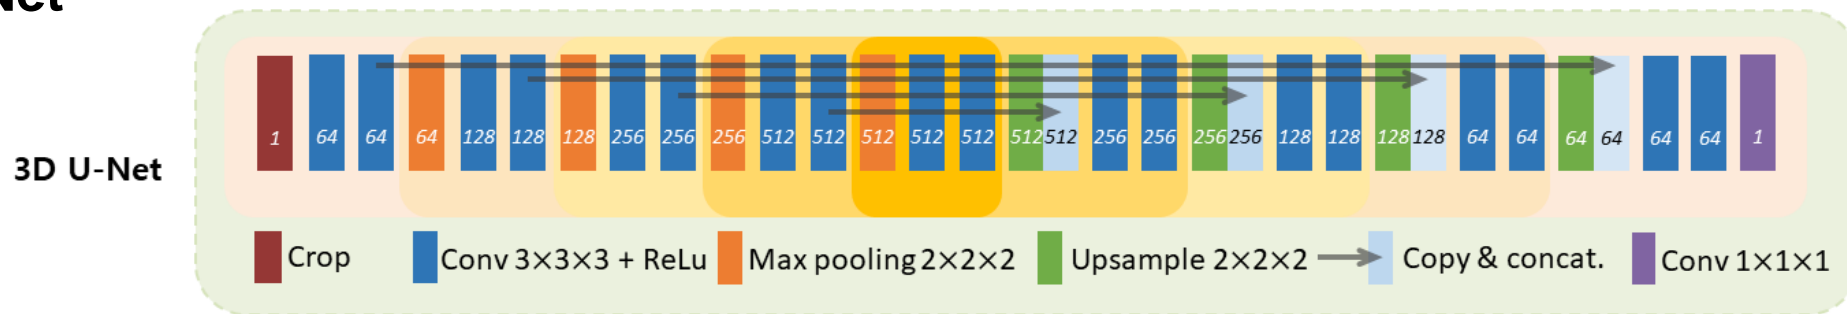 Net
1 64 64 64 128 128 128 256 256 256 512 512 512 512 512 512 512 256 256 256 256 128 128 128 128 64 64 64 64 64 64 1
3D U-Net
Crop Conv 3×3×3 + ReLu Max pooling 2×2×2 Upsample 2×2×2 Copy & concat. Conv 1×1×1